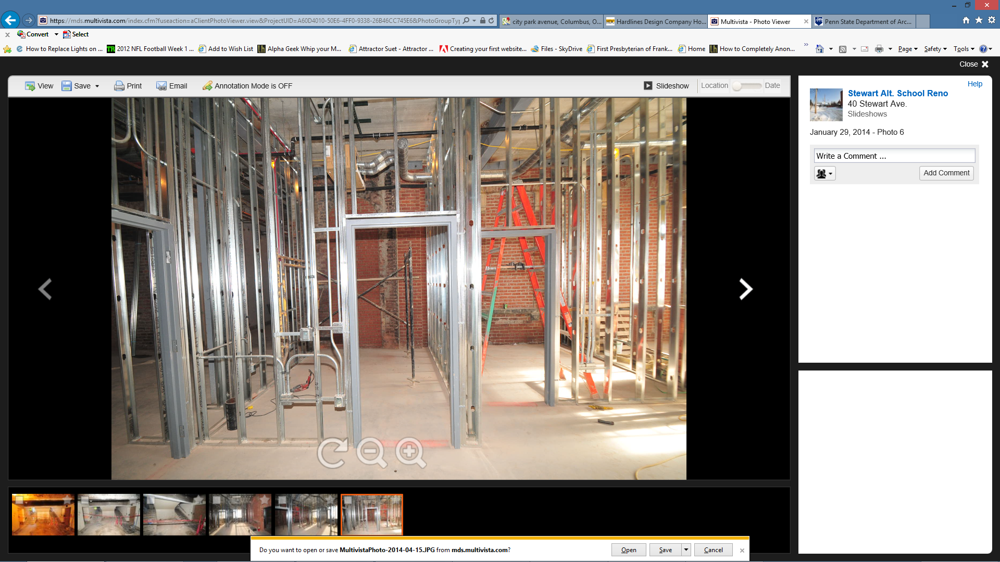 https://mds.multivista.com/index.cfm?fuseaction=aClientPhotoViewer.view&ProjectUID=A60D4010-50E6-4FF0-9338-26B46CC745E6&PhotoGroupTyp
city park avenue, Columbus, O...
HDC Hardlines Design Company Ho...
Multivista - Photo Viewer
Penn State Department of Arc...
Convert
Select
How to Replace Lights on ...
TR 2012 NFL Football Week 1 ...
Add to Wish List
lh Alpha Geek Whip your M...
Attractor Suet - Attractor ...
Creating your first website...
Files - SkyDrive
First Presbyterian of Frank...
Home
lh How to Completely Anon...
Page
Safety
Tools
Close
View
Save
Print
Email
Annotation Mode is OFF
Slideshow
Location
Date
Help
Stewart Alt. School Reno
40 Stewart Ave.
Slideshows
January 29, 2014 - Photo 6
Write a Comment ...
Add Comment
Do you want to open or save MultivistaPhoto-2014-04-15.JPG from mds.multivista.com?
Open
Save
Cancel